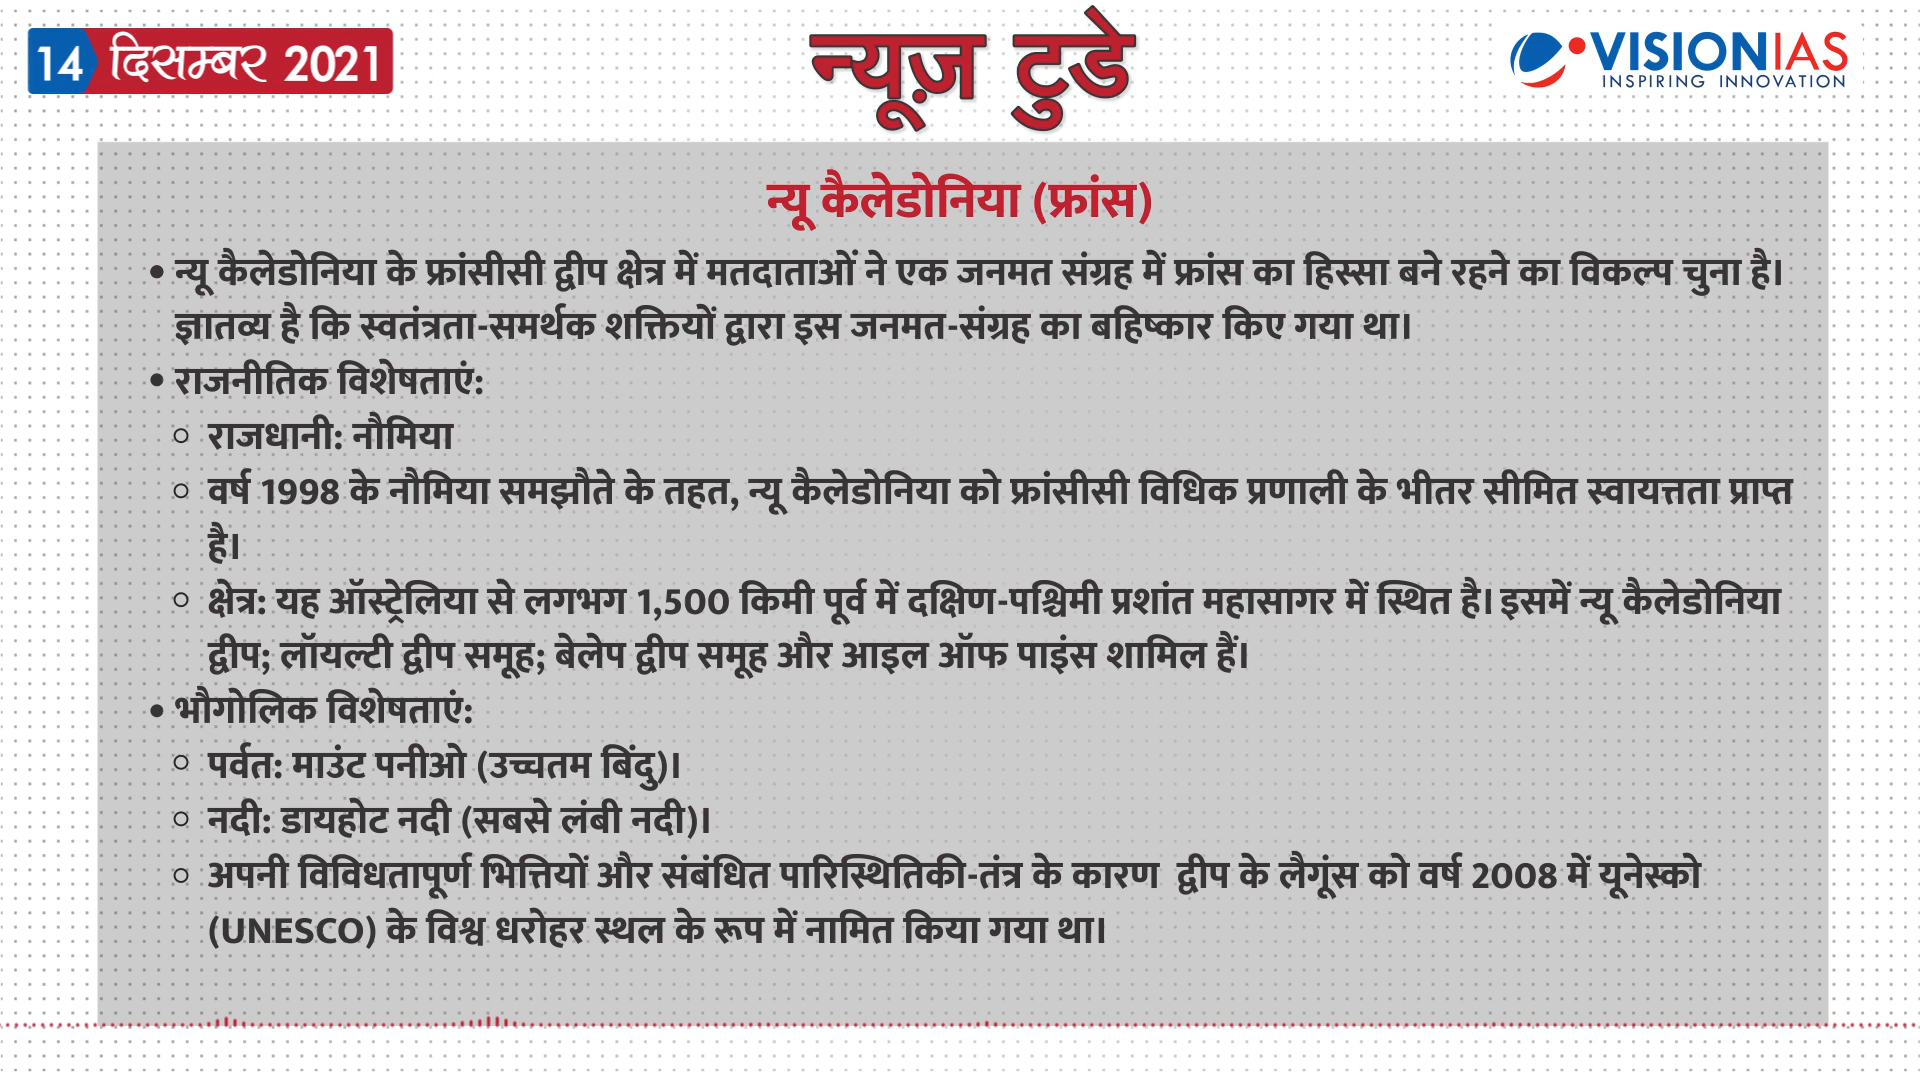 14 दिसम्बर 2021
न्यूज़ टुडे
VISIONIAS
INSPIRING INNOVATION
न्यू कैलेडोनिया (फ्रांस)
• न्यू कैलेडोनिया के फ्रांसीसी द्वीप क्षेत्र में मतदाताओं ने एक जनमत संग्रह में फ्रांस का हिस्सा बने रहने का विकल्प चुना है।
ज्ञातव्य है कि स्वतंत्रता-समर्थक शक्तियों द्वारा इस जनमत-संग्रह का बहिष्कार किए गया था।
• राजनीतिक विशेषताएं:
○ राजधानी: नौमिया
○ वर्ष 1998 के नौमिया समझौते के तहत, न्यू कैलेडोनिया को फ्रांसीसी विधिक प्रणाली के भीतर सीमित स्वायत्तता प्राप्त
है।
○ क्षेत्र: यह ऑस्ट्रेलिया से लगभग 1,500 किमी पूर्व में दक्षिण-पश्चिमी प्रशांत महासागर में स्थित है। इसमें न्यू कैलेडोनिया
द्वीप; लॉयल्टी द्वीप समूह; बेलेप द्वीप समूह और आइल ऑफ पाइंस शामिल हैं।
• भौगोलिक विशेषताएं:
○ पर्वत: माउंट पनीओ (उच्चतम बिंदु)।
○ नदी: डायहोट नदी (सबसे लंबी नदी)।
○ अपनी विविधतापूर्ण भित्तियों और संबंधित पारिस्थितिकी-तंत्र के कारण द्वीप के लैगूंस को वर्ष 2008 में यूनेस्को
(UNESCO) के विश्व धरोहर स्थल के रूप में नामित किया गया था।